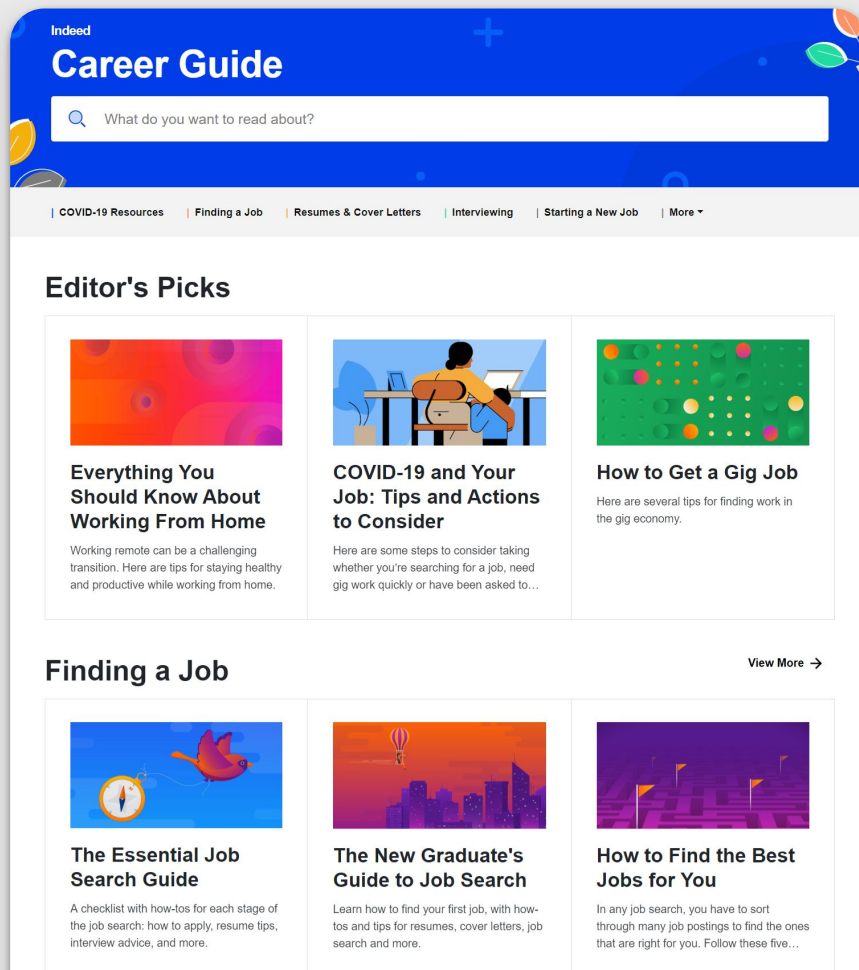 Indeed
Career Guide
What do you want to read about?
COVID-19 Resources
Finding a Job
Resumes & Cover Letters
Interviewing
Starting a New Job
More
Editor's Picks
Everything You
Should Know About
Working From Home
Working remote can be a challenging
transition. Here are tips for staying healthy
and productive while working from home.
COVID-19 and Your
Job: Tips and Actions
to Consider
Here are some steps to consider taking
whether you're searching for a job, need
gig work quickly or have been asked to…
How to Get a Gig Job
Here are several tips for finding work in
the gig economy.
Finding a Job
View More
The Essential Job
Search Guide
A checklist with how-tos for each stage of
the job search: how to apply, resume tips,
interview advice, and more.
The New Graduate's
Guide to Job Search
Learn how to find your first job, with how-
tos and tips for resumes, cover letters, job
search and more.
How to Find the Best
Jobs for You
In any job search, you have to sort
through many job postings to find the ones
that are right for you. Follow these five…